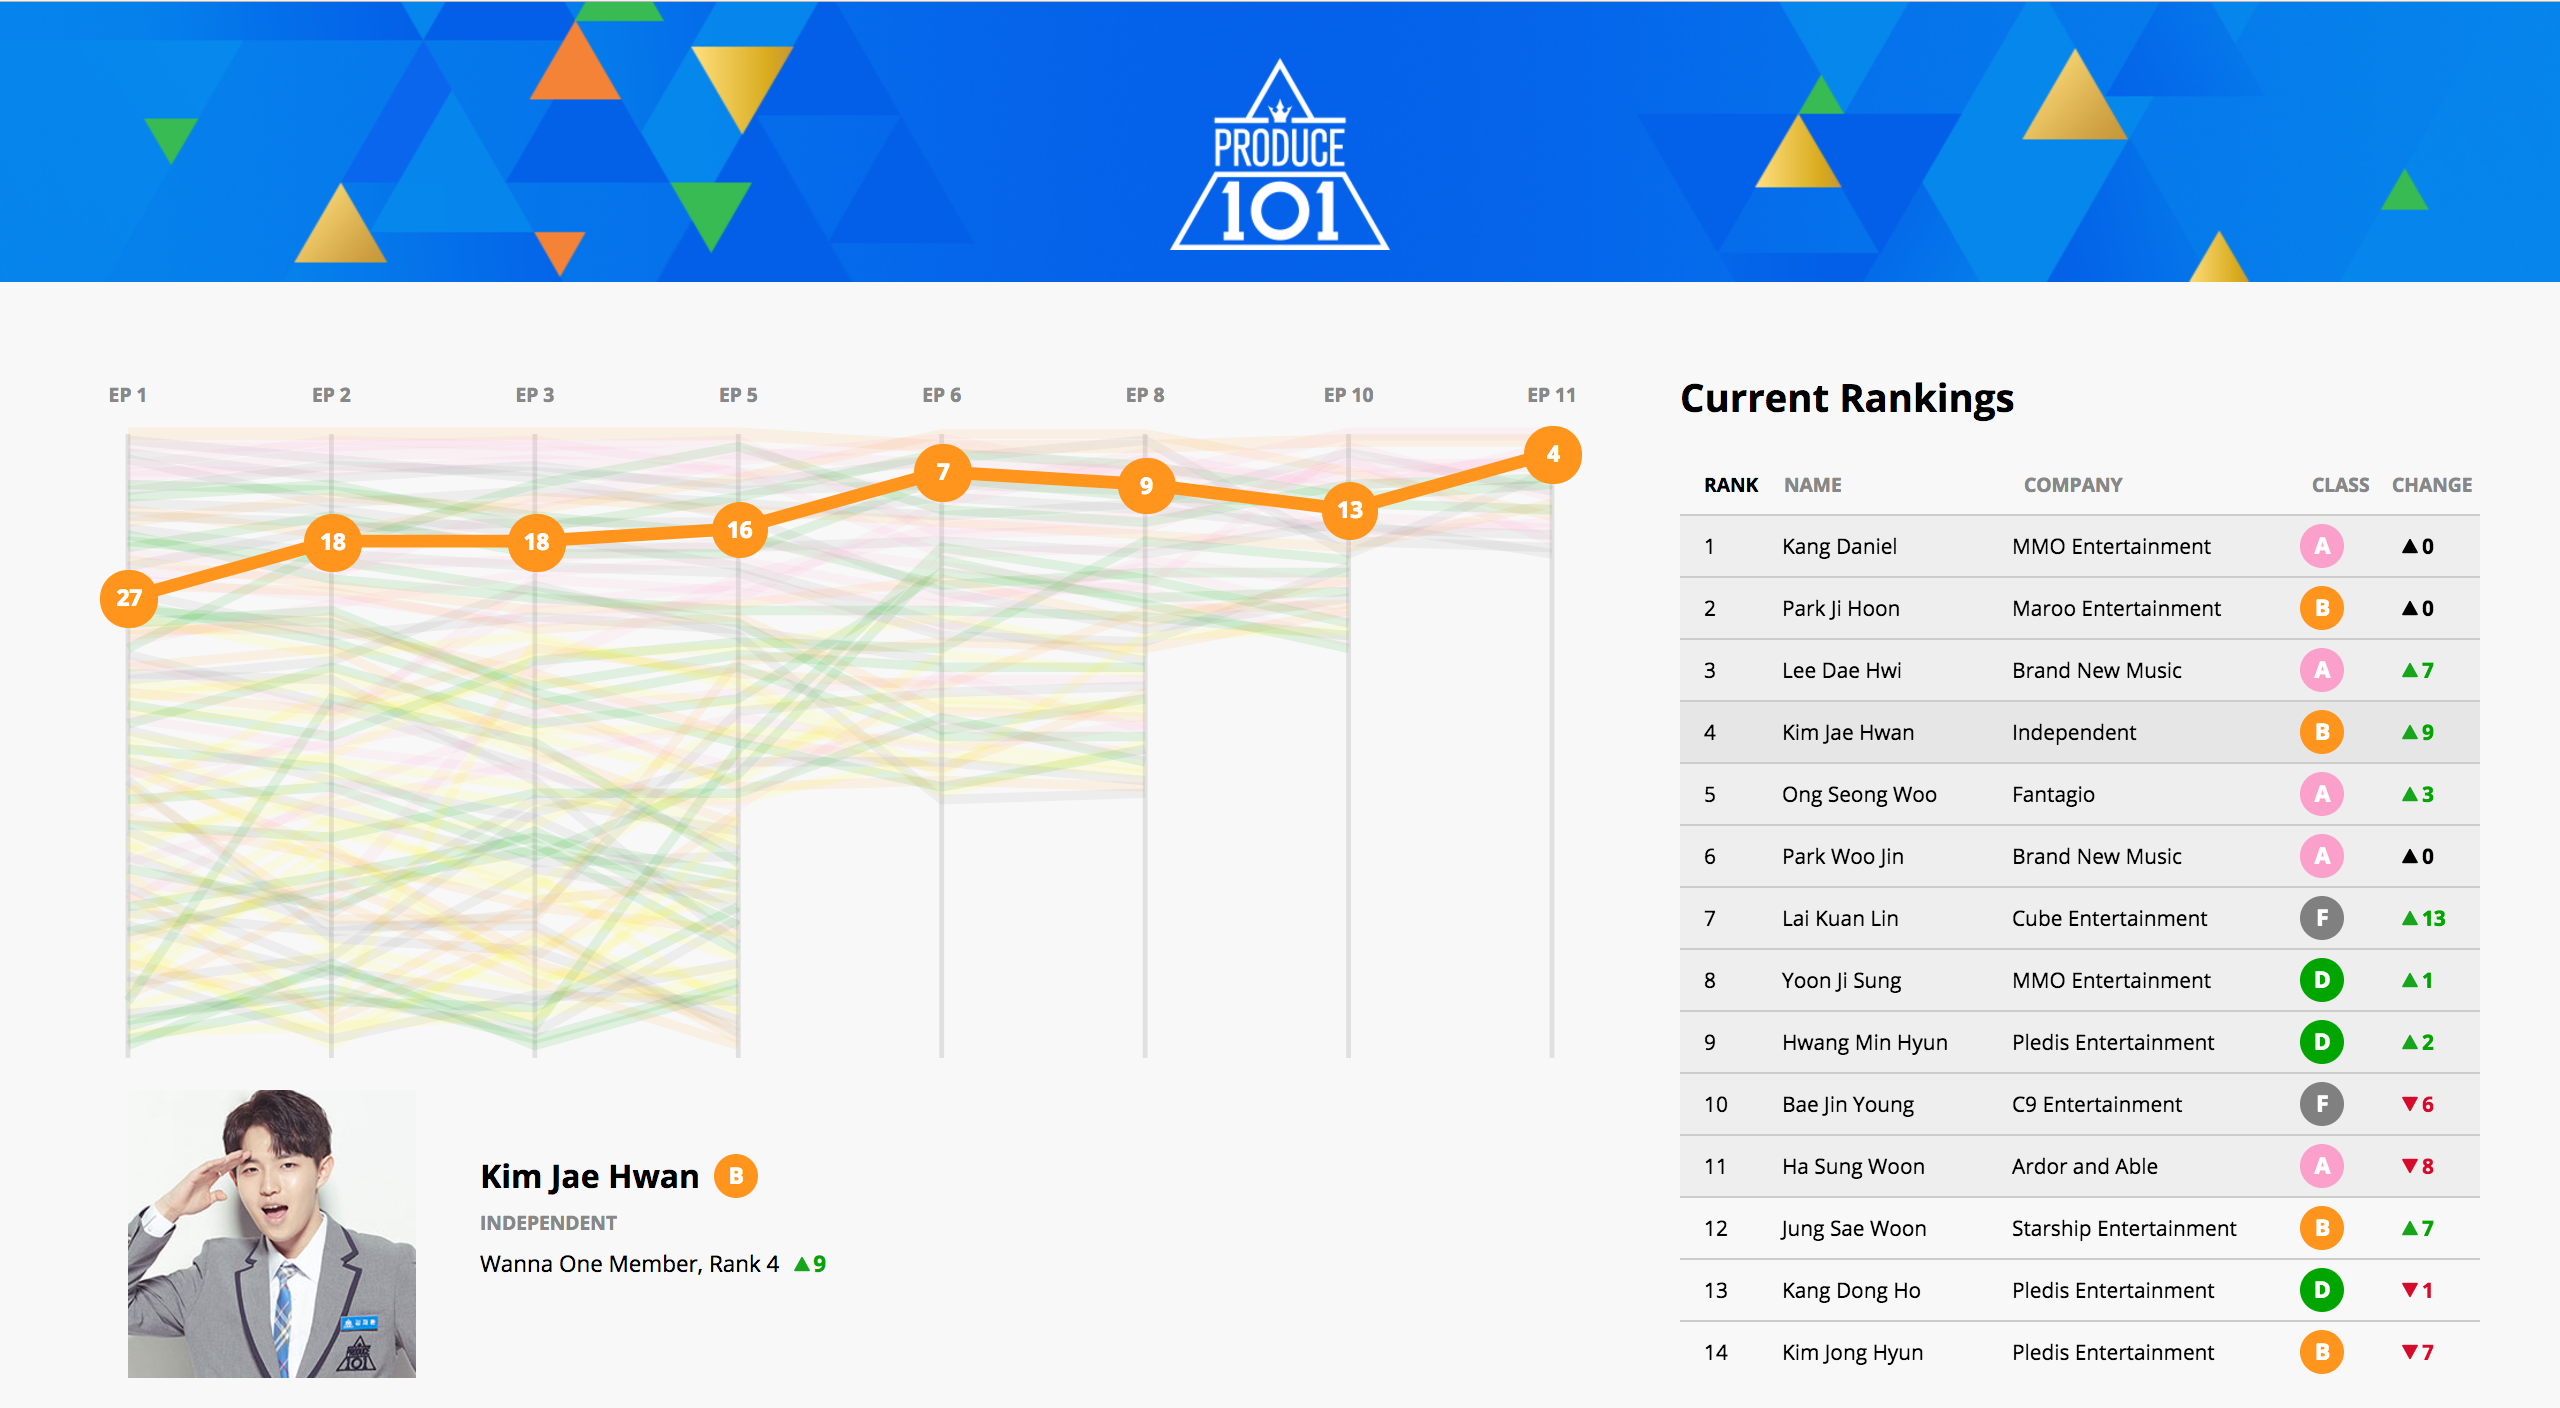 PRODUCE
101
EP 1 EP 2 EP 3 EP 5 EP 6 EP 8 EP 10 EP 11
27 18 18 16 7 9 13 4
Kim Jae Hwan B
INDEPENDENT
Wanna One Member, Rank 4 ▲9
PRODUCE
101
Current Rankings
RANK NAME COMPANY CLASS CHANGE
1 Kang Daniel MMO Entertainment A ▲0
2 Park Ji Hoon Maroo Entertainment B ▲0
3 Lee Dae Hwi Brand New Music A ▲7
4 Kim Jae Hwan Independent B ▲9
5 Ong Seong Woo Fantagio A ▲3
6 Park Woo Jin Brand New Music A ▲0
7 Lai Kuan Lin Cube Entertainment F ▲13
8 Yoon Ji Sung MMO Entertainment D ▲1
9 Hwang Min Hyun Pledis Entertainment D ▲2
10 Bae Jin Young C9 Entertainment F ▼6
11 Ha Sung Woon Ardor and Able A ▼8
12 Jung Sae Woon Starship Entertainment B ▲7
13 Kang Dong Ho Pledis Entertainment D ▼1
14 Kim Jong Hyun Pledis Entertainment B ▼7